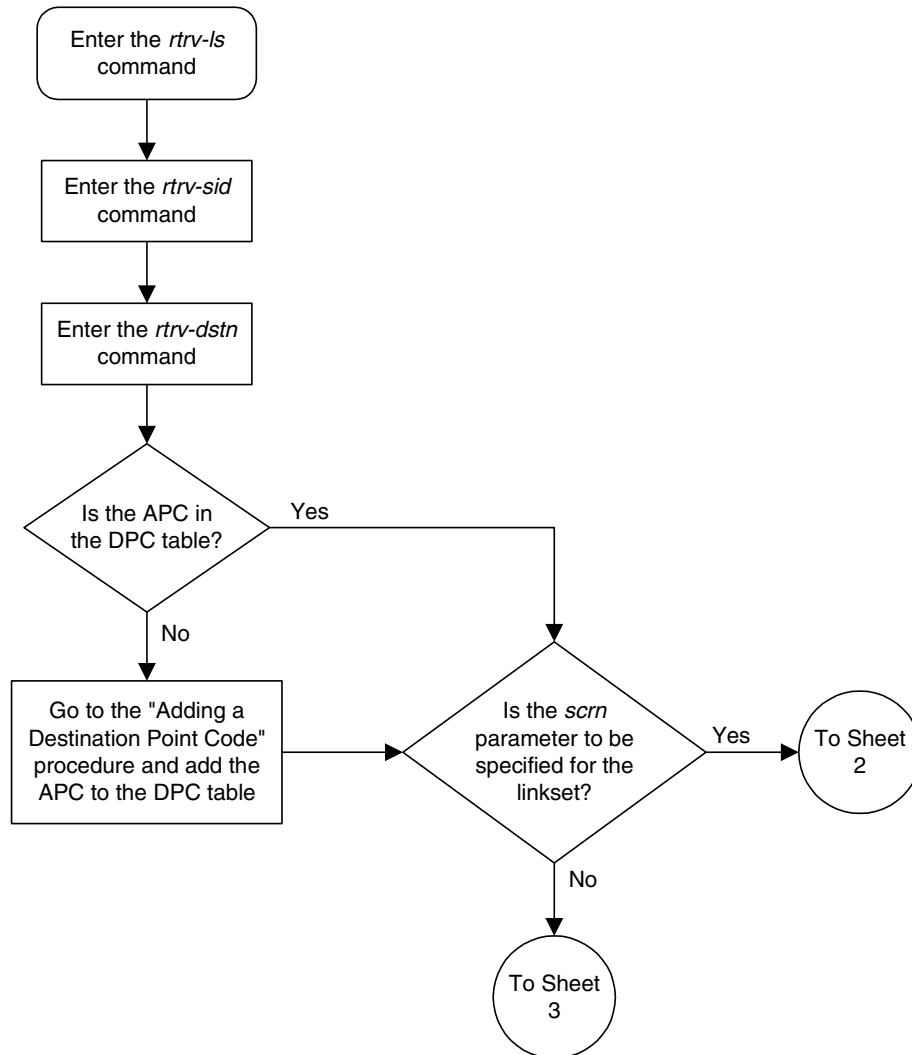 Enter the rtrv-ls
command
Enter the rtrv-sid
command
Enter the rtrv-dstn
command
Is the APC in
the DPC table?
Yes
No
Go to the "Adding a
Destination Point Code"
procedure and add the
APC to the DPC table
Is the scrn
parameter to be
specified for the
linkset?
Yes
To Sheet
2
No
To Sheet
3